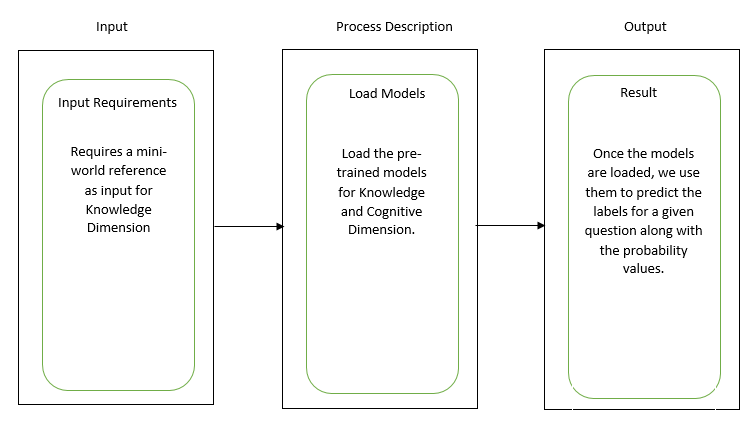 Input
Process Description
Output
Input Requirements
Requires a mini-
world reference
as input for
Knowledge
Dimension
Load Models
Load the pre-
trained models
for Knowledge
and Cognitive
Dimension.
Result
Once the models
are loaded, we use
them to predict the
labels for a given
question along with
the probability
values.